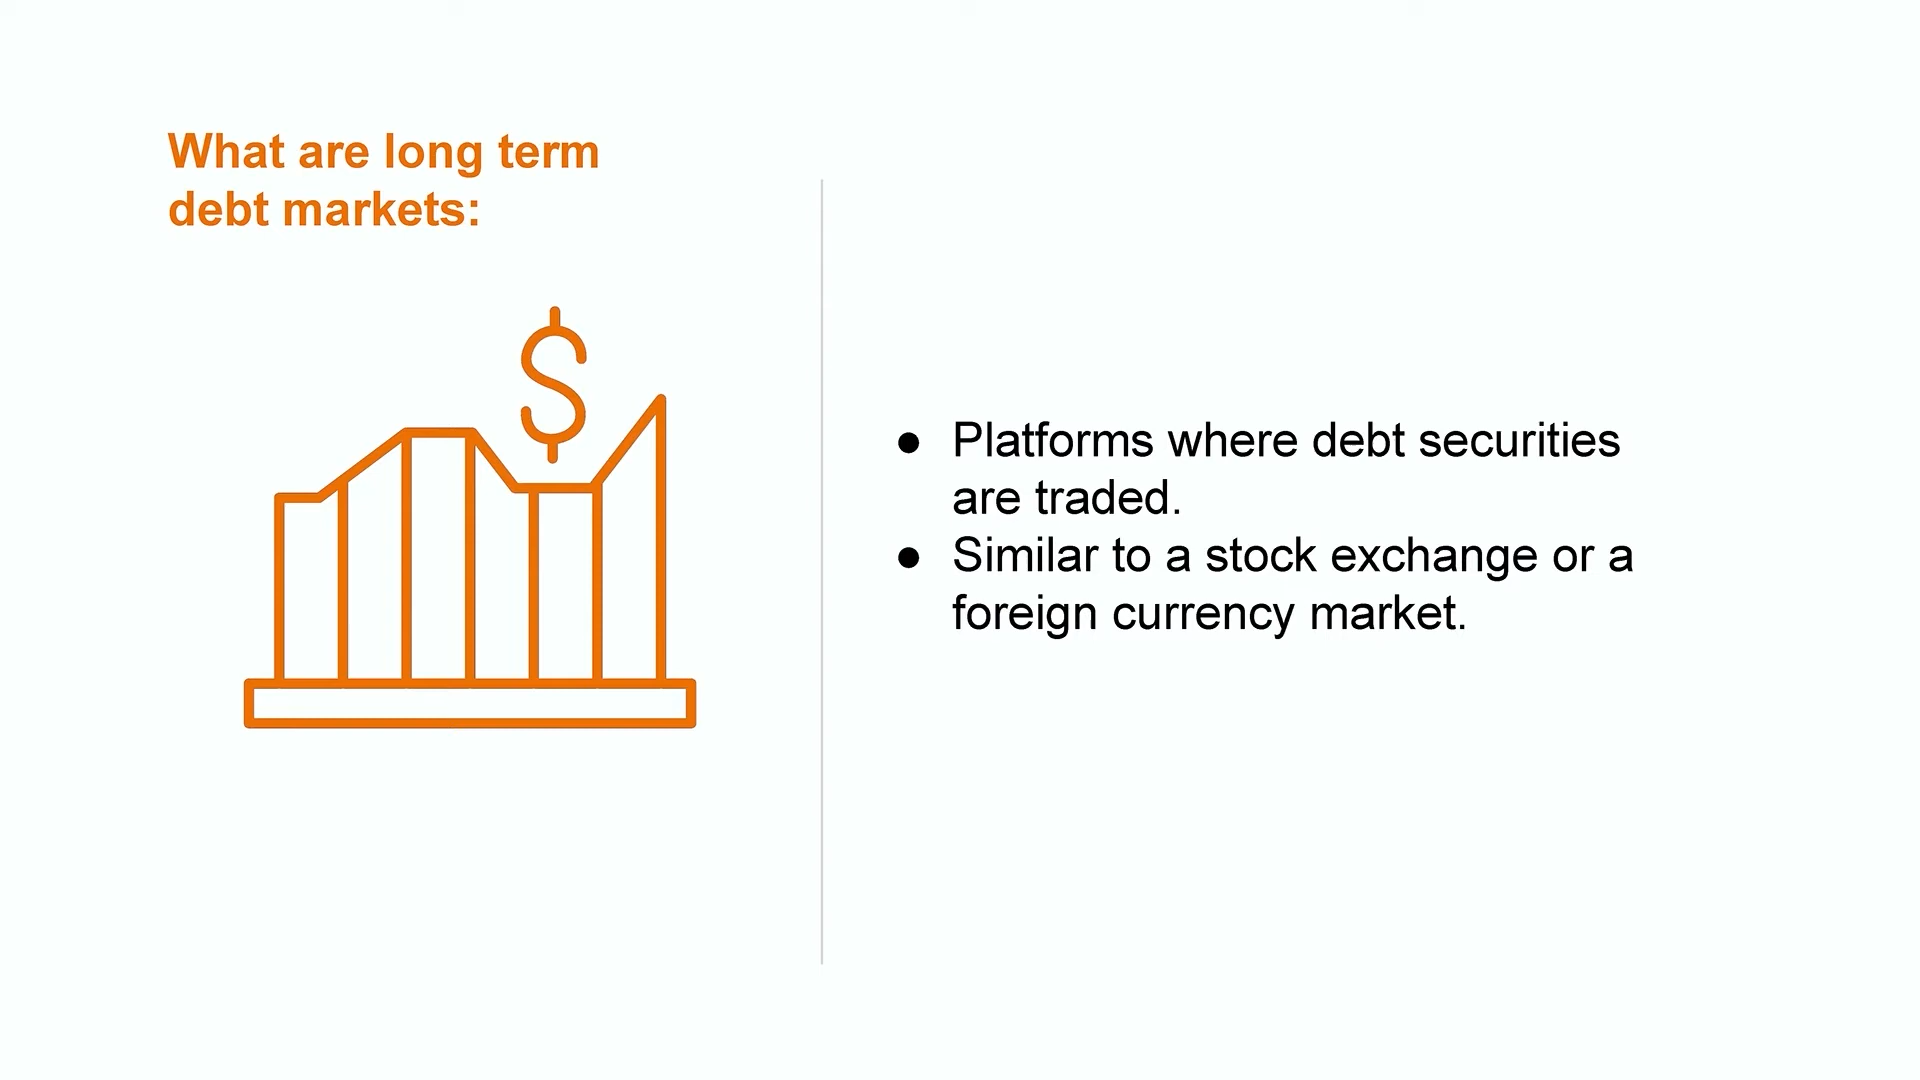 What are long term
debt markets:
$
● Platforms where debt securities
are traded.
● Similar to a stock exchange or a
foreign currency market.